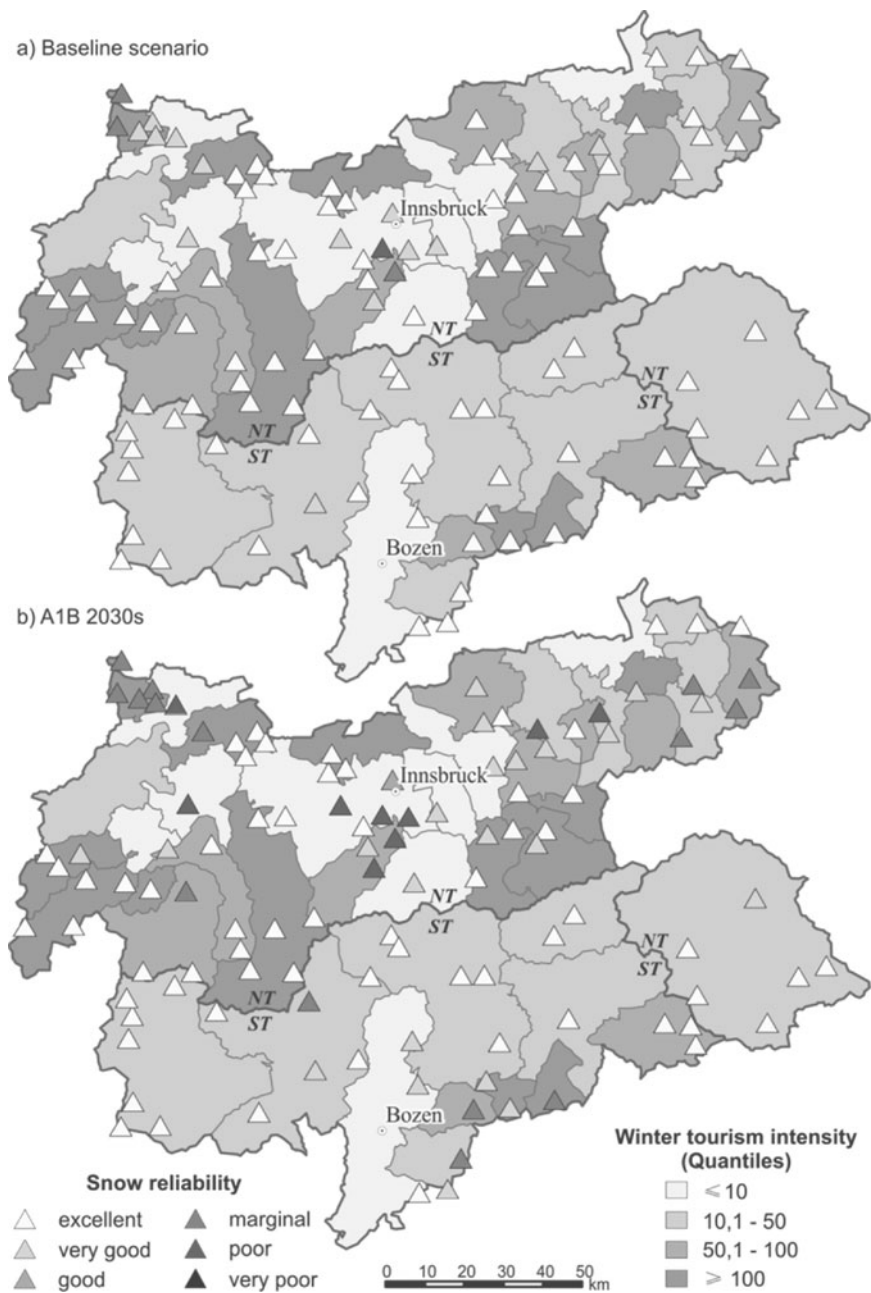 a) Baseline scenario
Innsbruck
NT
ST
NT
ST
NT
ST
Bozen
b) A1B 2030s
Innsbruck
NT
ST
NT
ST
NT
ST
Bozen
Snow reliability
excellent
very good
good
marginal
poor
very poor
0 10 20 30 40 50
km
Winter tourism intensity
(Quantiles)
⩽ 10
10,1 - 50
50,1 - 100
⩾ 100